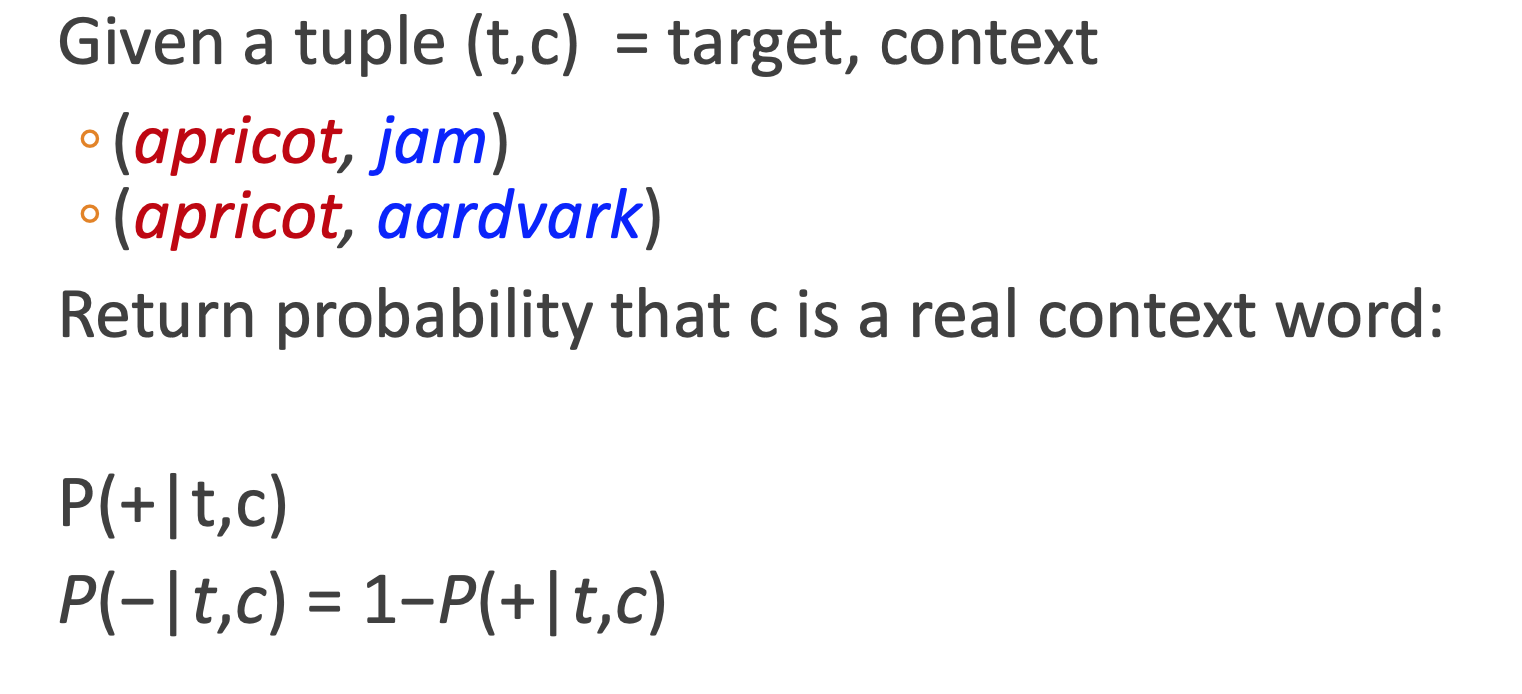 Given a tuple (t,c)  = target, context
◦ (apricot, jam)
◦ (apricot, aardvark)
Return probability that c is a real context word:
P(+|t,c)
P(−|t,c) = 1−P(+|t,c)